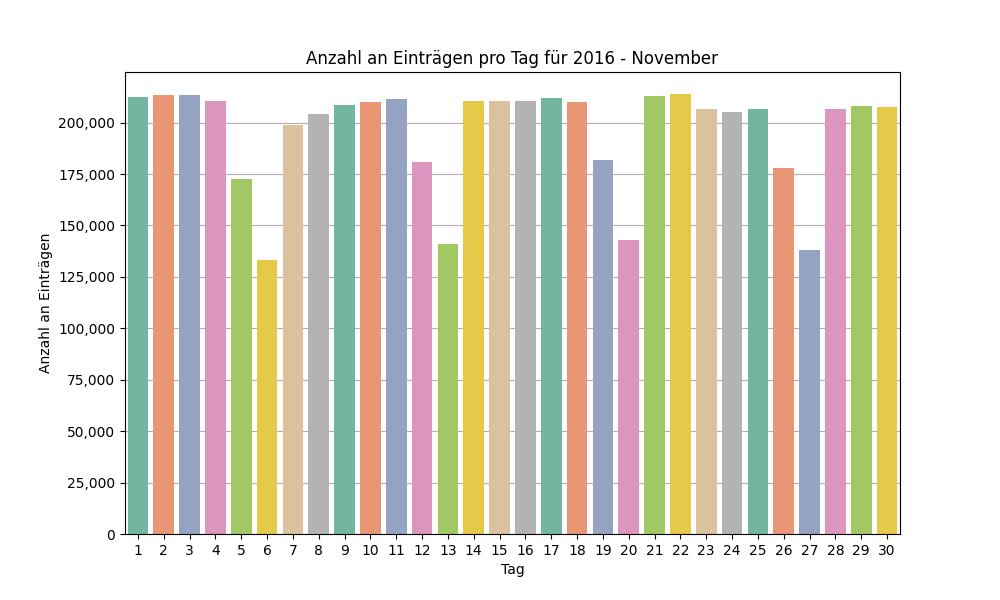 Anzahl an Einträgen pro Tag für 2016 - November
Anzahl an Einträgen
200,000
175,000
150,000
125,000
100,000
75,000
50,000
25,000
0
1 2 3 4 5 6 7 8 9 10 11 12 13 14 15 16 17 18 19 20 21 22 23 24 25 26 27 28 29 30
Tag